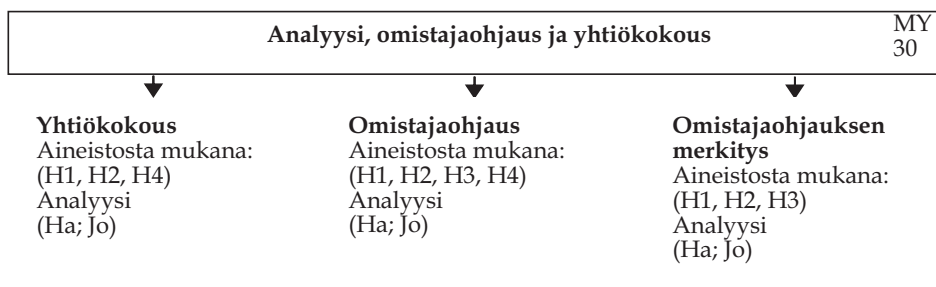 Analyysi, omistajaohjaus ja yhtiökokous
MY
30
Yhtiökokous
Aineistosta mukana:
(H1, H2, H4)
Analyysi
(Ha; Jo)
Omistajaohjaus
Aineistosta mukana:
(H1, H2, H3, H4)
Analyysi
(Ha; Jo)
Omistajaohjauksen
merkitys
Aineistosta mukana:
(H1, H2, H3)
Analyysi
(Ha; Jo)